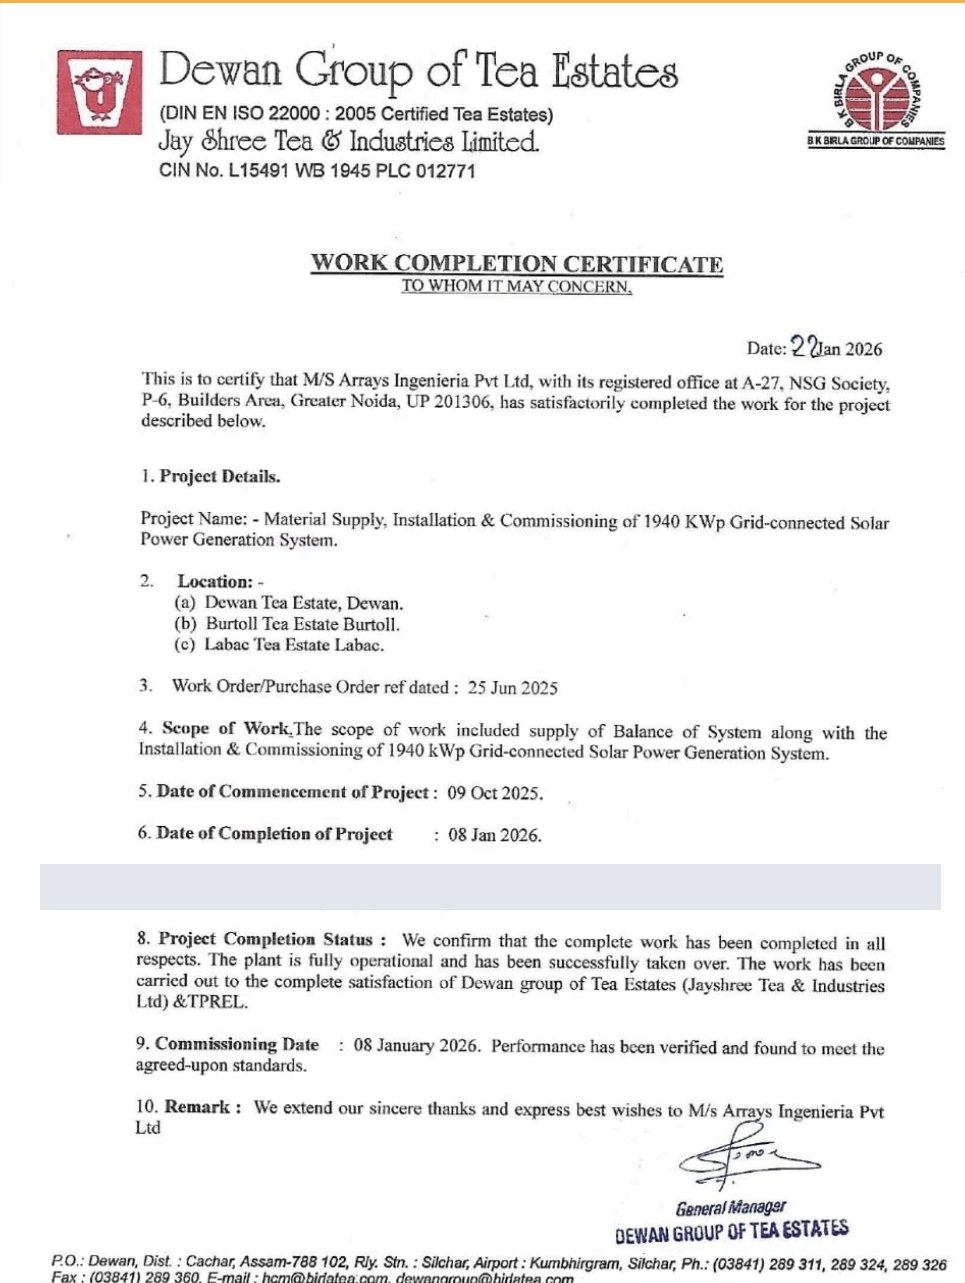 Dewan Group of Tea Estates
(DIN EN ISO 22000 : 2005 Certified Tea Estates)
Jay Shree Tea & Industries Limited.
CIN No. L15491 WB 1945 PLC 012771
B K BIRLA GROUP OF COMPANIES
B K BIRLA GROUP OF COMPANIES
WORK COMPLETION CERTIFICATE
TO WHOM IT MAY CONCERN.
Date: 22 Jan 2026
This is to certify that M/S Arrays Ingenieria Pvt Ltd, with its registered office at A-27, NSG Society,
P-6, Builders Area, Greater Noida, UP 201306, has satisfactorily completed the work for the project
described below.
1. Project Details.
Project Name: - Material Supply, Installation & Commissioning of 1940 KWp Grid-connected Solar
Power Generation System.
2. Location: -
(a) Dewan Tea Estate, Dewan.
(b) Burtoll Tea Estate Burtoll.
(c) Labac Tea Estate Labac.
3. Work Order/Purchase Order ref dated : 25 Jun 2025
4. Scope of Work.The scope of work included supply of Balance of System along with the
Installation & Commissioning of 1940 kWp Grid-connected Solar Power Generation System.
5. Date of Commencement of Project : 09 Oct 2025.
6. Date of Completion of Project : 08 Jan 2026.
8. Project Completion Status : We confirm that the complete work has been completed in all
respects. The plant is fully operational and has been successfully taken over. The work has been
carried out to the complete satisfaction of Dewan group of Tea Estates (Jayshree Tea & Industries
Ltd) &TPREL.
9. Commissioning Date : 08 January 2026. Performance has been verified and found to meet the
agreed-upon standards.
10. Remark : We extend our sincere thanks and express best wishes to M/s Arrays Ingenieria Pvt
Ltd
General Manager
DEWAN GROUP OF TEA ESTATES
P.O.: Dewan, Dist. : Cachar, Assam-788 102, Rly. Stn. : Silchar, Airport : Kumbhirgram, Silchar, Ph.: (03841) 289 311, 289 324, 289 326
Fax : (03841) 289 360, E-mail : hcm@birlatea.com, dewangroup@birlatea.com